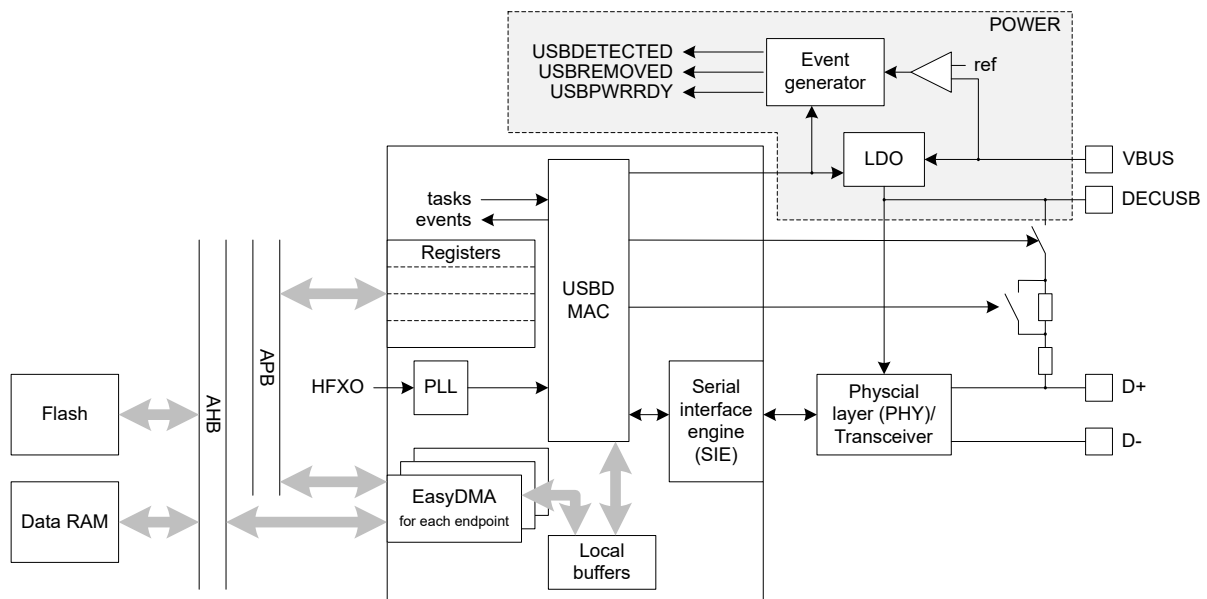 POWER
USBDETECTED
USBREMOVED
USBPWRRDY
Event
generator
ref
LDO
VBUS
DECUSB
tasks
events
Registers
USBD
MAC
APB
AHB
HFXO
PLL
Flash
Data RAM
Serial
interface
engine
(SIE)
Physcial
layer (PHY)/
Transceiver
D+
D-
EasyDMA
for each endpoint
Local
buffers